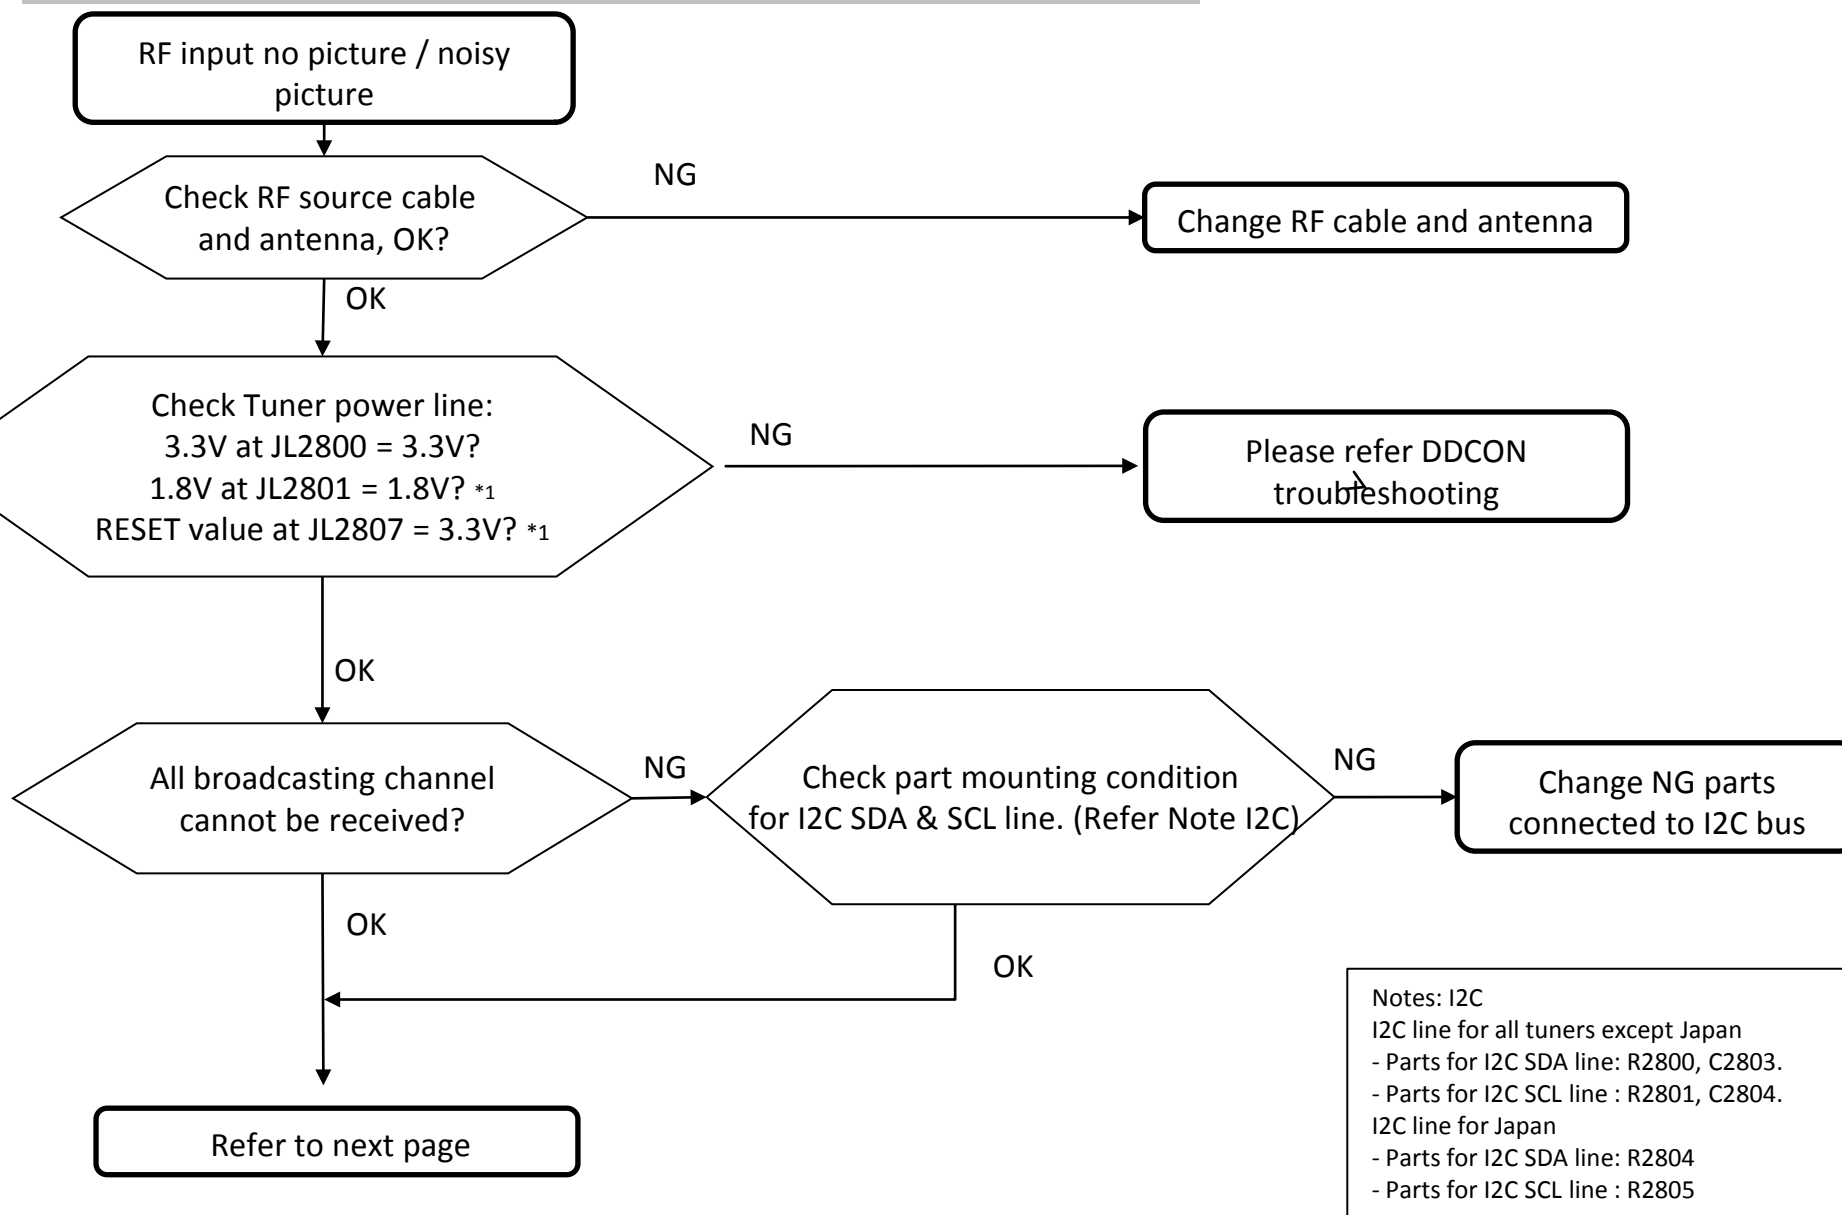 RF input no picture / noisy
picture
Check RF source cable
and antenna, OK?
NG
Change RF cable and antenna
OK
Check Tuner power line:
3.3V at JL2800 = 3.3V?
1.8V at JL2801 = 1.8V? *1
RESET value at JL2807 = 3.3V? *1
NG
Please refer DDCON
troubleshooting
OK
All broadcasting channel
cannot be received?
NG
Check part mounting condition
for I2C SDA & SCL line. (Refer Note I2C)
NG
Change NG parts
connected to I2C bus
OK
OK
Refer to next page
Notes: I2C
I2C line for all tuners except Japan
- Parts for I2C SDA line: R2800, C2803.
- Parts for I2C SCL line : R2801, C2804.
I2C line for Japan
- Parts for I2C SDA line: R2804
- Parts for I2C SCL line : R2805